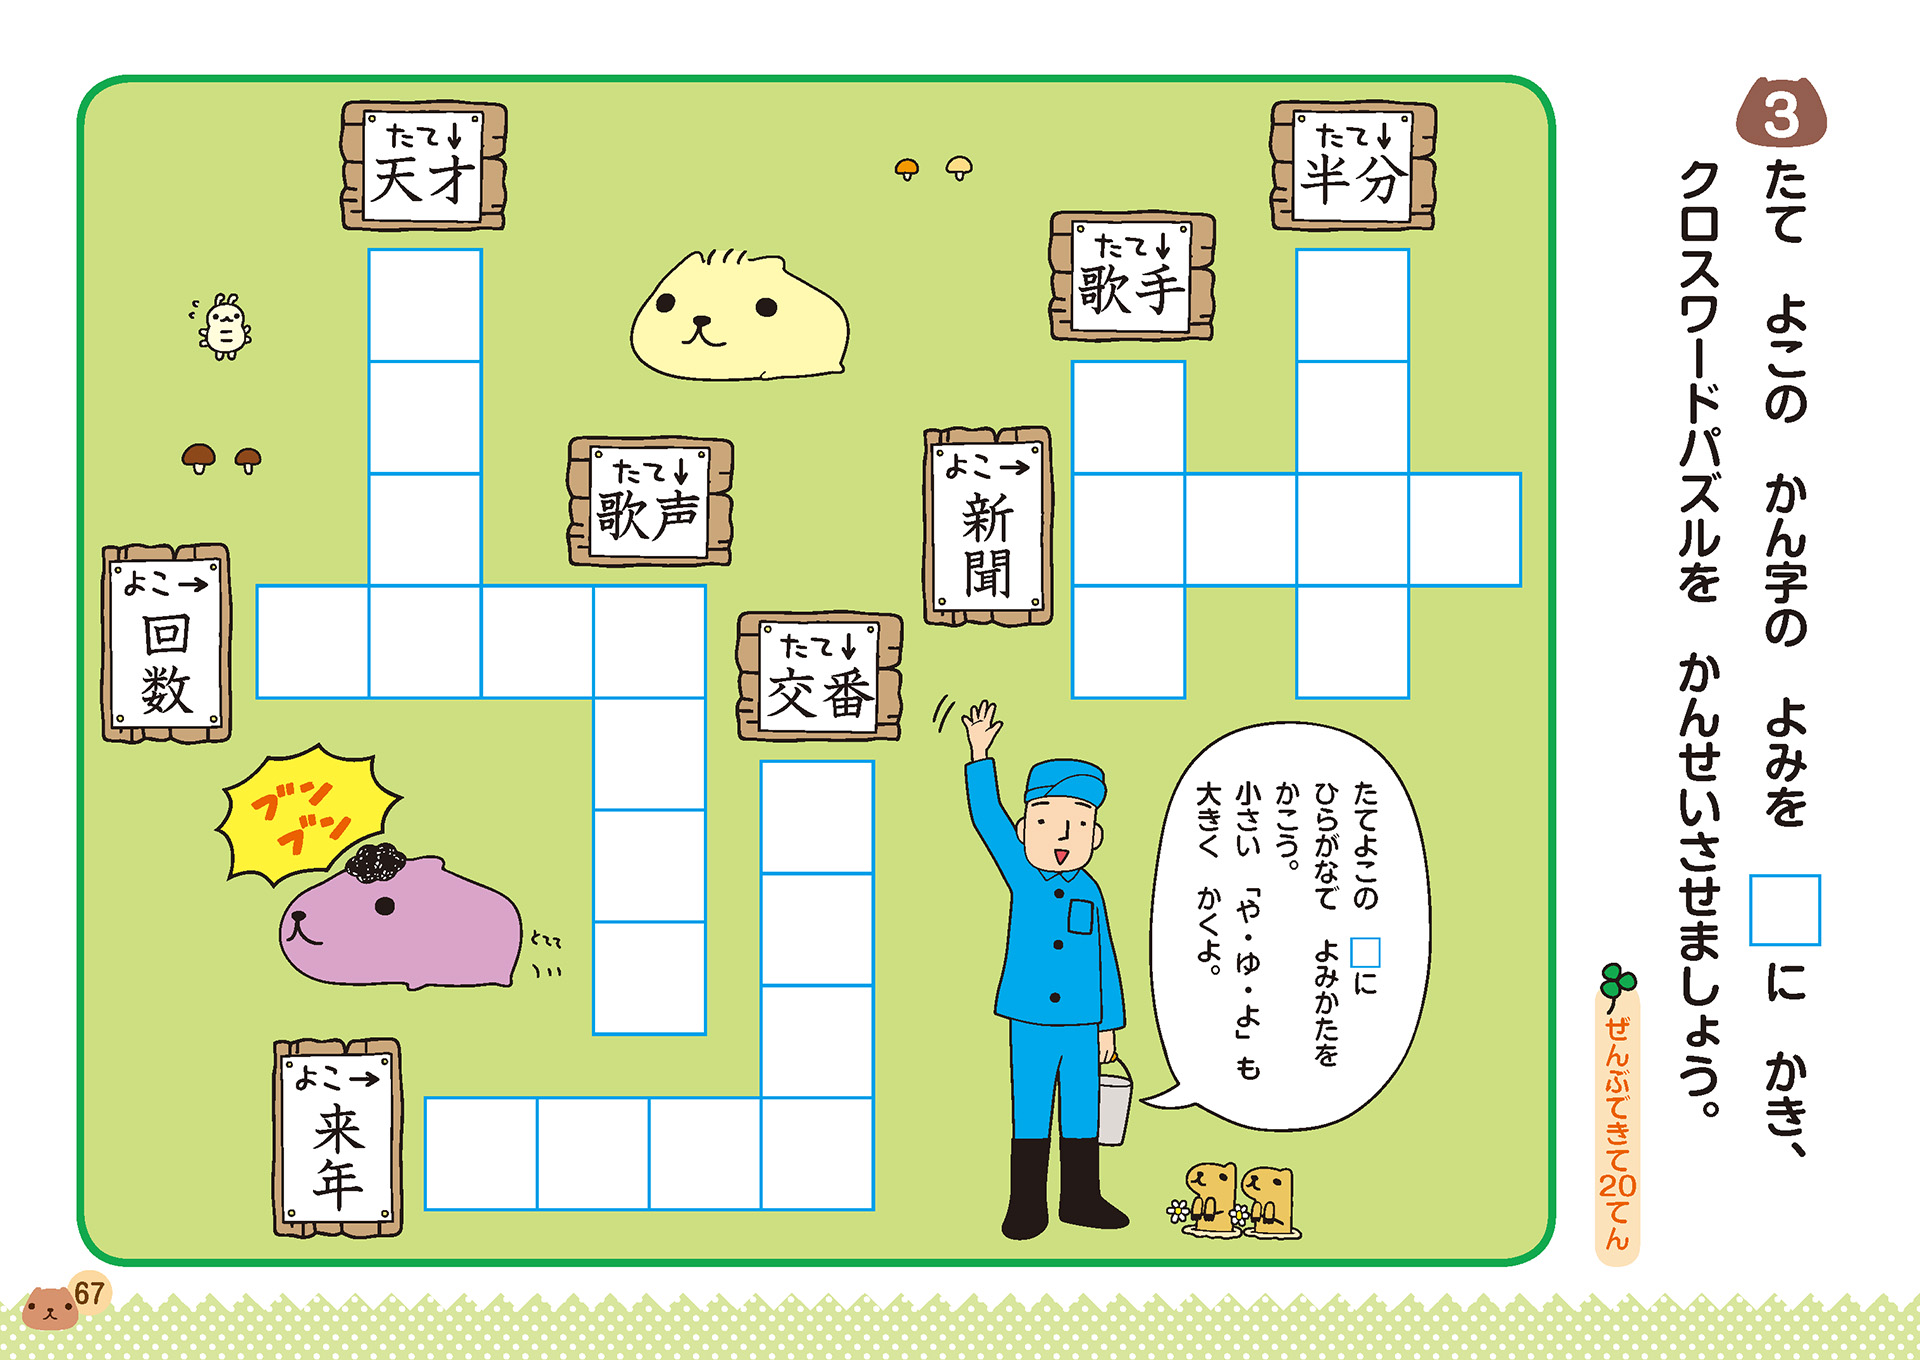 3
たて よこの かん字の よみを □に かき、
クロスワードパズルを かんせいさせましょう。
ぜんぶできて20てん
たて↓
半分
たて↓
歌手
よこ→
新聞
たてよこの □に
ひらがなで よみかたを
かこう。
小さい 「や・ゆ・よ」も
大きく かくよ。
たて↓
交番
たて↓
歌声
たて↓
天才
よこ→
回数
ブン
ブン
とてて
よこ→
来年
67